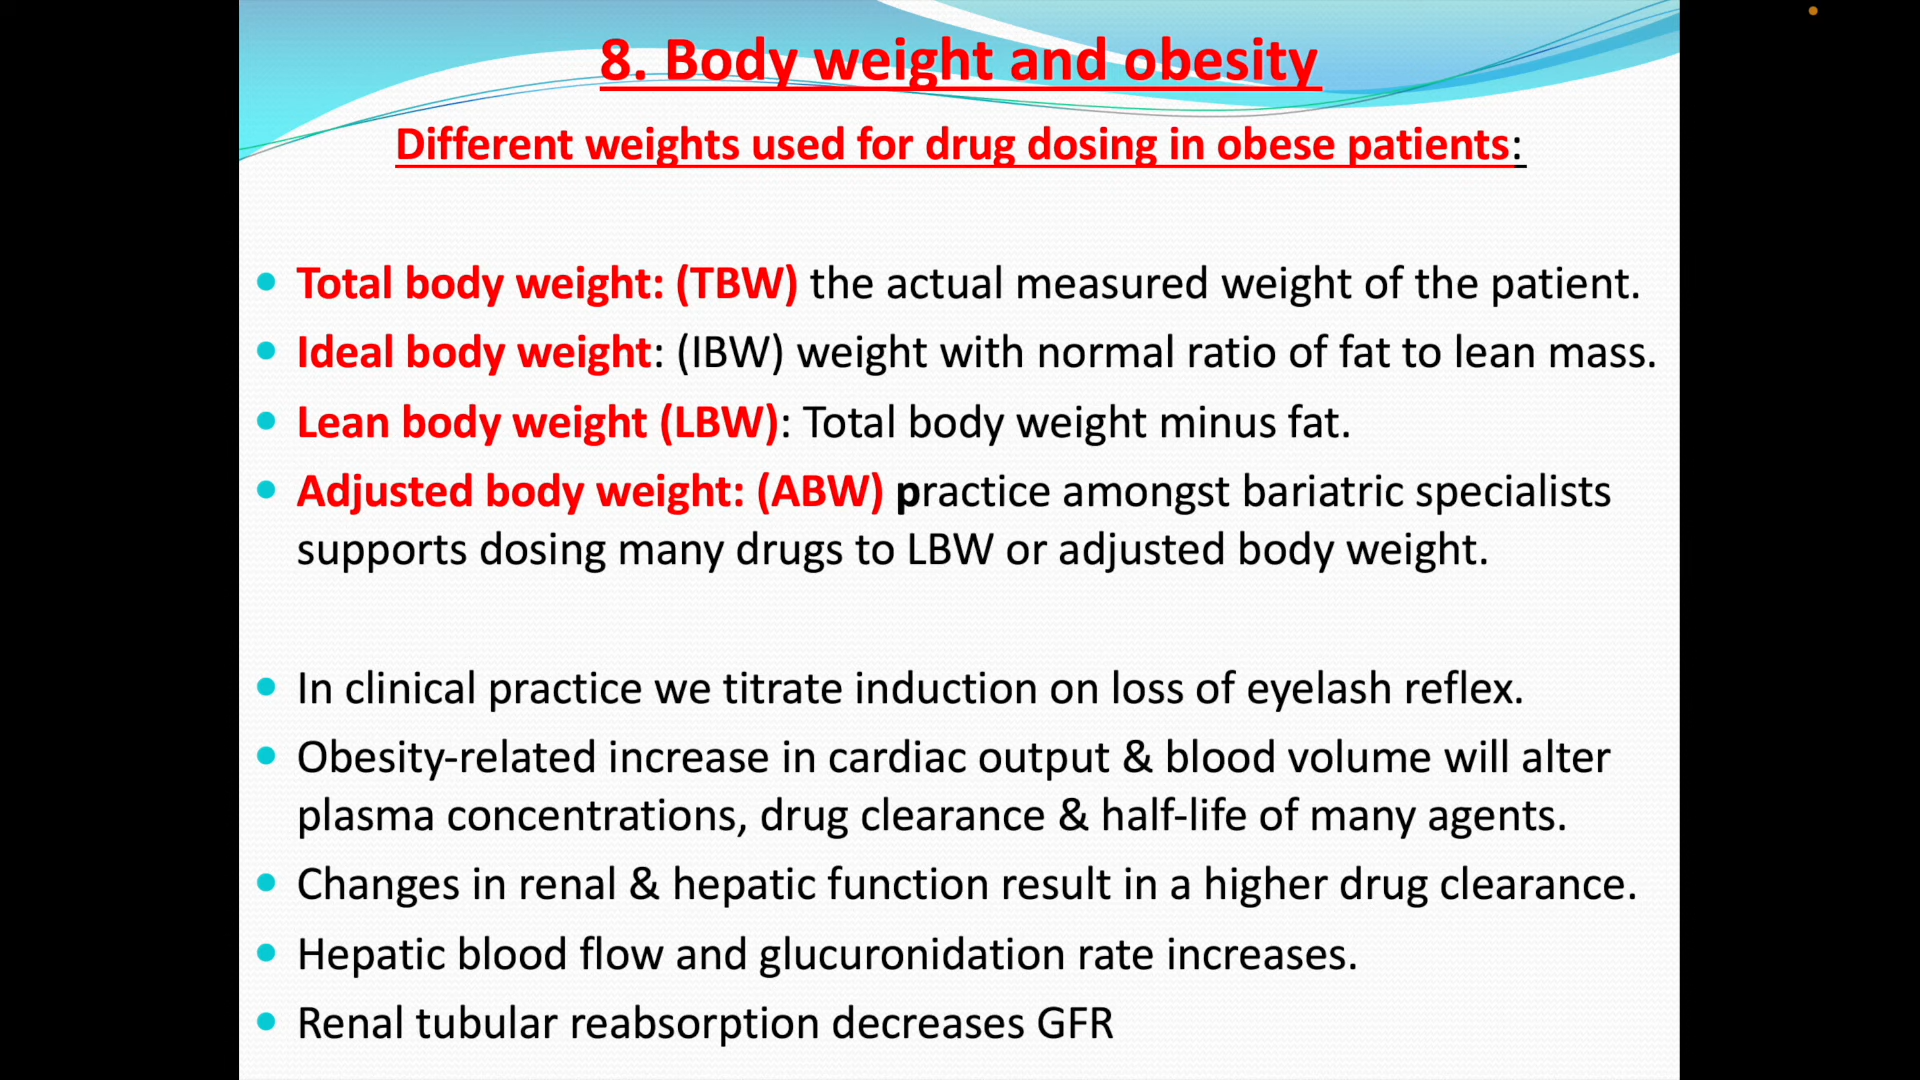 8. Body weight and obesity
Different weights used for drug dosing in obese patients:
• Total body weight: (TBW) the actual measured weight of the patient.
• Ideal body weight: (IBW) weight with normal ratio of fat to lean mass.
• Lean body weight (LBW): Total body weight minus fat.
• Adjusted body weight: (ABW) practice amongst bariatric specialists
supports dosing many drugs to LBW or adjusted body weight.
• In clinical practice we titrate induction on loss of eyelash reflex.
• Obesity-related increase in cardiac output & blood volume will alter
plasma concentrations, drug clearance & half-life of many agents.
• Changes in renal & hepatic function result in a higher drug clearance.
• Hepatic blood flow and glucuronidation rate increases.
• Renal tubular reabsorption decreases GFR